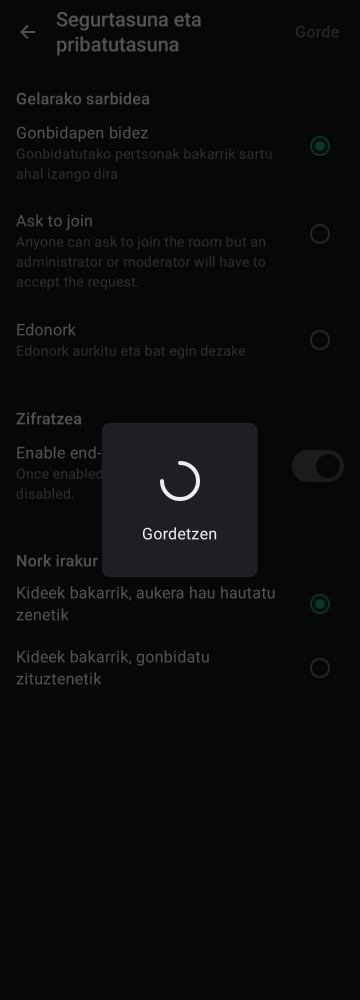 Segurtasuna eta
pribatutasuna
Gorde
Gelarako sarbidea
Gonbidapen bidez
Gonbidatutako pertsonak bakarrik sartu
ahal izango dira
Ask to join
Anyone can ask to join the room but an
administrator or moderator will have to
accept the request.
Edonork
Edonork aurkitu eta bat egin dezake
Zifratzea
Enable end-
Once enabled
disabled.
Gordetzen
Nork irakur
Kideek bakarrik, aukera hau hautatu
zenetik
Kideek bakarrik, gonbidatu
zituztenetik